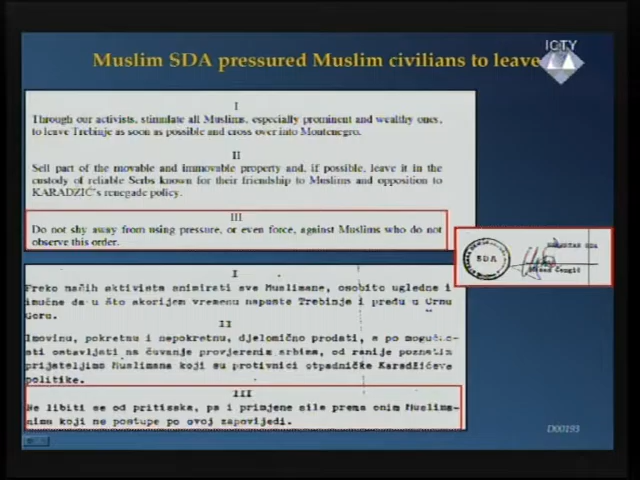 ICTY
Muslim SDA pressured Muslim civilians to leave
I
Through our activists, stimulate all Muslims, especially prominent and wealthy ones,
to leave Trebinje as soon as possible and cross over into Montenegro.
II
Sell part of the movable and immovable property and, if possible, leave it in the
custody of reliable Serbs known for their friendship to Muslims and opposition to
KARADŽIĆ's renegade policy.
III
Do not shy away from using pressure, or even force, against Muslims who do not
observe this order.
SDA
SDA
Čengić
I
Preko naših aktivista animirati sve Muslimane, osobito ugledne i
imućne da u što skorijem vremenu napuste Trebinje i pređu u Crnu
Goru.
II
Imovinu, pokretnu i nepokretnu, djelomično prodati, a po moguć-
sti ostavljati na čuvanje provjerenim srbima, od ranije poznatim
prijateljima Muslimana koji su protivnici otpadničke Karadžićeve
politike.
III
Ne libiti se od pritisaka, pa i primjene sile prema onim Muslima-
nima koji ne postupe po ovoj zapovijedi.
D00193